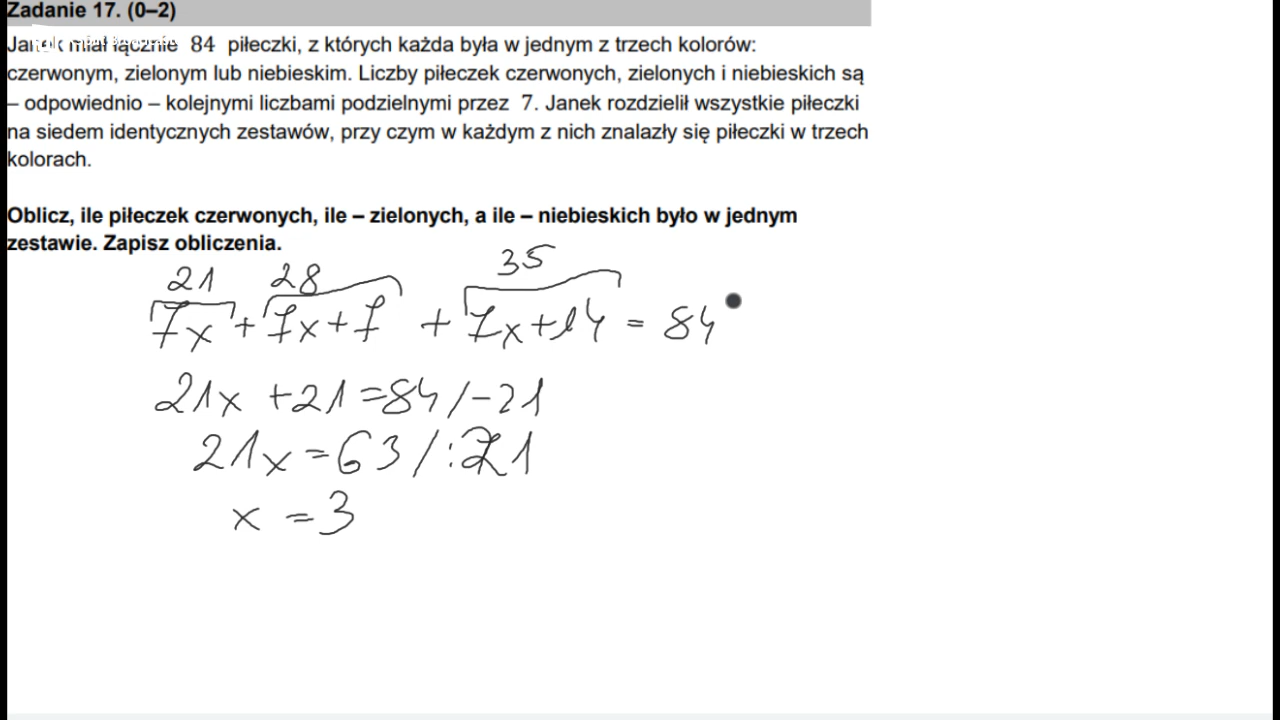 Zadanie 17. (0–2)
Janek miał łącznie 84 piłeczki, z których każda była w jednym z trzech kolorów:
czerwonym, zielonym lub niebieskim. Liczby piłeczek czerwonych, zielonych i niebieskich są
– odpowiednio – kolejnymi liczbami podzielnymi przez 7. Janek rozdzielił wszystkie piłeczki
na siedem identycznych zestawów, przy czym w każdym z nich znalazły się piłeczki w trzech
kolorach.
Oblicz, ile piłeczek czerwonych, ile – zielonych, a ile – niebieskich było w jednym
zestawie. Zapisz obliczenia.
21 28 35
7x + 7x+7 + 7x+14 = 84
21x +21 =84 /-21
21x =63 /:21
x = 3